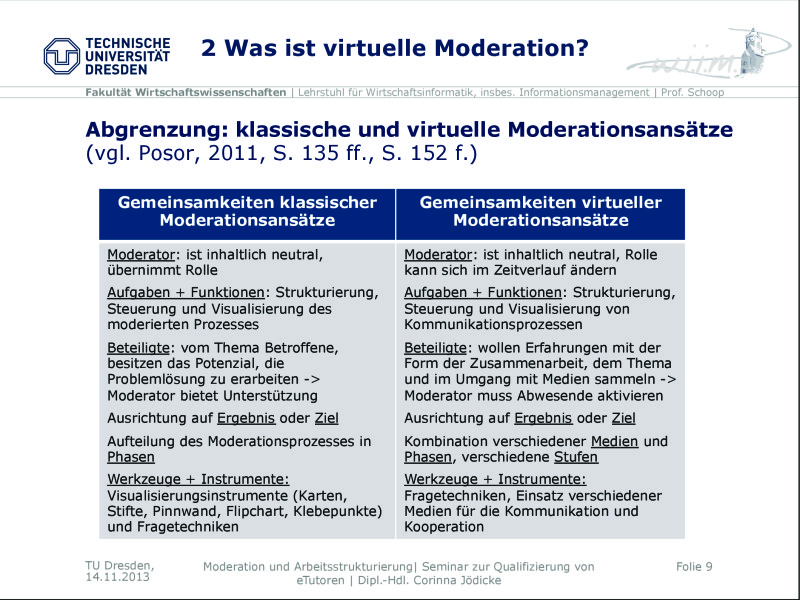 TECHNISCHE
UNIVERSITÄT
DRESDEN
2 Was ist virtuelle Moderation?
wiim
Fakultät Wirtschaftswissenschaften | Lehrstuhl für Wirtschaftsinformatik, insbes. Informationsmanagement | Prof. Schoop
Abgrenzung: klassische und virtuelle Moderationsansätze
(vgl. Posor, 2011, S. 135 ff., S. 152 f.)
Gemeinsamkeiten klassischer
Moderationsansätze
Moderator: ist inhaltlich neutral,
übernimmt Rolle
Aufgaben + Funktionen: Strukturierung,
Steuerung und Visualisierung des
moderierten Prozesses
Beteiligte: vom Thema Betroffene,
besitzen das Potenzial, die
Problemlösung zu erarbeiten ->
Moderator bietet Unterstützung
Ausrichtung auf Ergebnis oder Ziel
Aufteilung des Moderationsprozesses in
Phasen
Werkzeuge + Instrumente:
Visualisierungsinstrumente (Karten,
Stifte, Pinnwand, Flipchart, Klebepunkte)
und Fragetechniken
Gemeinsamkeiten virtueller
Moderationsansätze
Moderator: ist inhaltlich neutral, Rolle
kann sich im Zeitverlauf ändern
Aufgaben + Funktionen: Strukturierung,
Steuerung und Visualisierung von
Kommunikationsprozessen
Beteiligte: wollen Erfahrungen mit der
Form der Zusammenarbeit, dem Thema
und im Umgang mit Medien sammeln ->
Moderator muss Abwesende aktivieren
Ausrichtung auf Ergebnis oder Ziel
Kombination verschiedener Medien und
Phasen, verschiedene Stufen
Werkzeuge + Instrumente:
Fragetechniken, Einsatz verschiedener
Medien für die Kommunikation und
Kooperation
TU Dresden,
14.11.2013
Moderation und Arbeitsstrukturierung| Seminar zur Qualifizierung von
eTutoren | Dipl.-Hdl. Corinna Jödicke
Folie 9